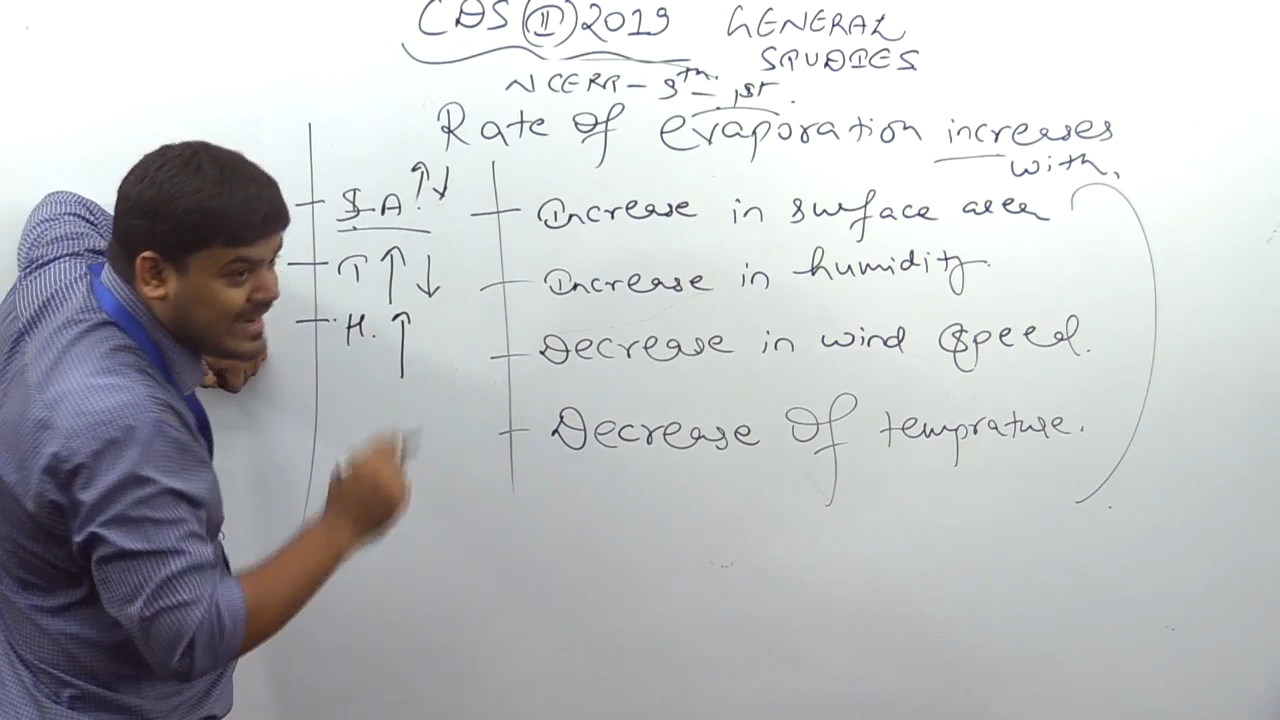 CDS (II) 2019 GENERAL
STUDIES
NCERT - 9th - 1st.
Rate Of evaporation increases
with,
S.A ↑↓
T ↑ ↓
H. ↑
Increase in surface area
Increase in humidity.
Decrease in wind speed.
Decrease Of temprature.